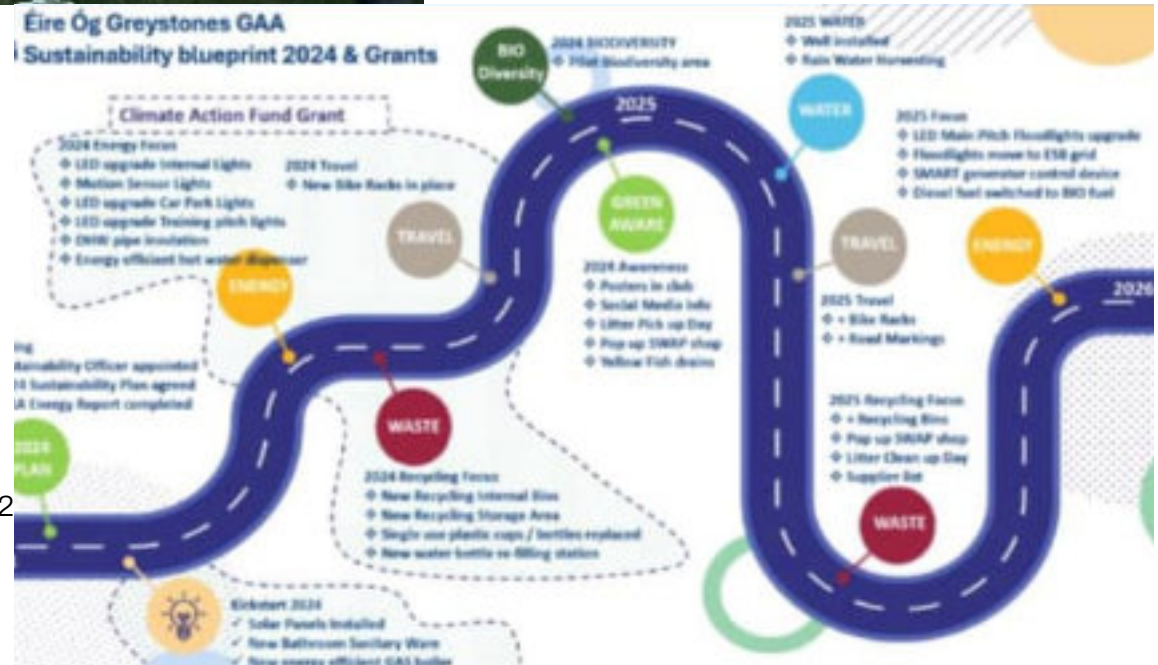 Éire Óg Greystones GAA
Sustainability blueprint 2024 & Grants
Climate Action Fund Grant
2024 Energy Focus
❖ LED upgrade Internal Lights
❖ Motion Sensor Lights
❖ LED upgrade Car Park Lights
❖ LED upgrade Training pitch lights
❖ DHW pipe insulation
❖ Energy efficient hot water dispenser
2024 Travel
❖ New Bike Racks in place
TRAVEL
ENERGY
BIO
Diversity
2024 BIODIVERSITY
❖ Pilot Biodiversity area
2025
2025 WATER
❖ Well installed
❖ Rain Water Harvesting
WATER
GREEN
AWARE
2024 Awareness
❖ Posters in club
❖ Social Media Info
❖ Litter Pick up Day
❖ Pop up SWAP shop
❖ Yellow Fish drains
2025 Focus
❖ LED Main Pitch Floodlights upgrade
❖ Floodlights move to ESB grid
❖ SMART generator control device
❖ Diesel fuel switched to BIO fuel
TRAVEL
ENERGY
2025 Travel
❖ + Bike Racks
❖ + Road Markings
2026
2025 Recycling Focus
❖ + Recycling Bins
❖ Pop up SWAP shop
❖ Litter Clean up Day
❖ Supplier list
WASTE
ing
tainability Officer appointed
24 Sustainability Plan agreed
A Energy Report completed
2024
PLAN
2
WASTE
2024 Recycling Focus
❖ New Recycling Internal Bins
❖ New Recycling Storage Area
❖ Single use plastic cups / bottles replaced
❖ New water bottle re-filling station
Kickstart 2024
✓ Solar Panels Installed
✓ New Bathroom Sanitary Ware
✓ New energy efficient GAS boiler